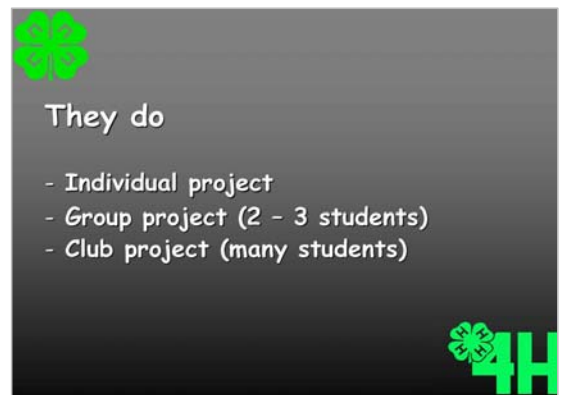 They do
- Individual project
- Group project (2 – 3 students)
- Club project (many students)
H H H H
4H